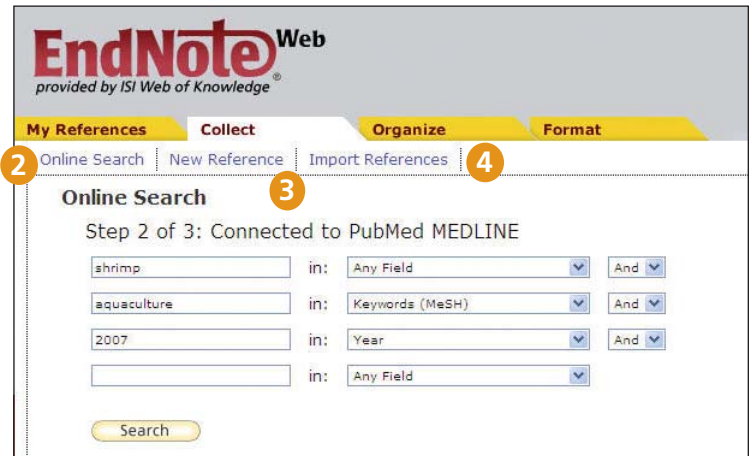 EndNote Web
®
provided by ISI Web of Knowledge
My References Collect Organize Format
2 Online Search New Reference Import References 4
3
Online Search
Step 2 of 3: Connected to PubMed MEDLINE
shrimp in: Any Field And
aquaculture in: Keywords (MeSH) And
2007 in: Year And
in: Any Field
Search